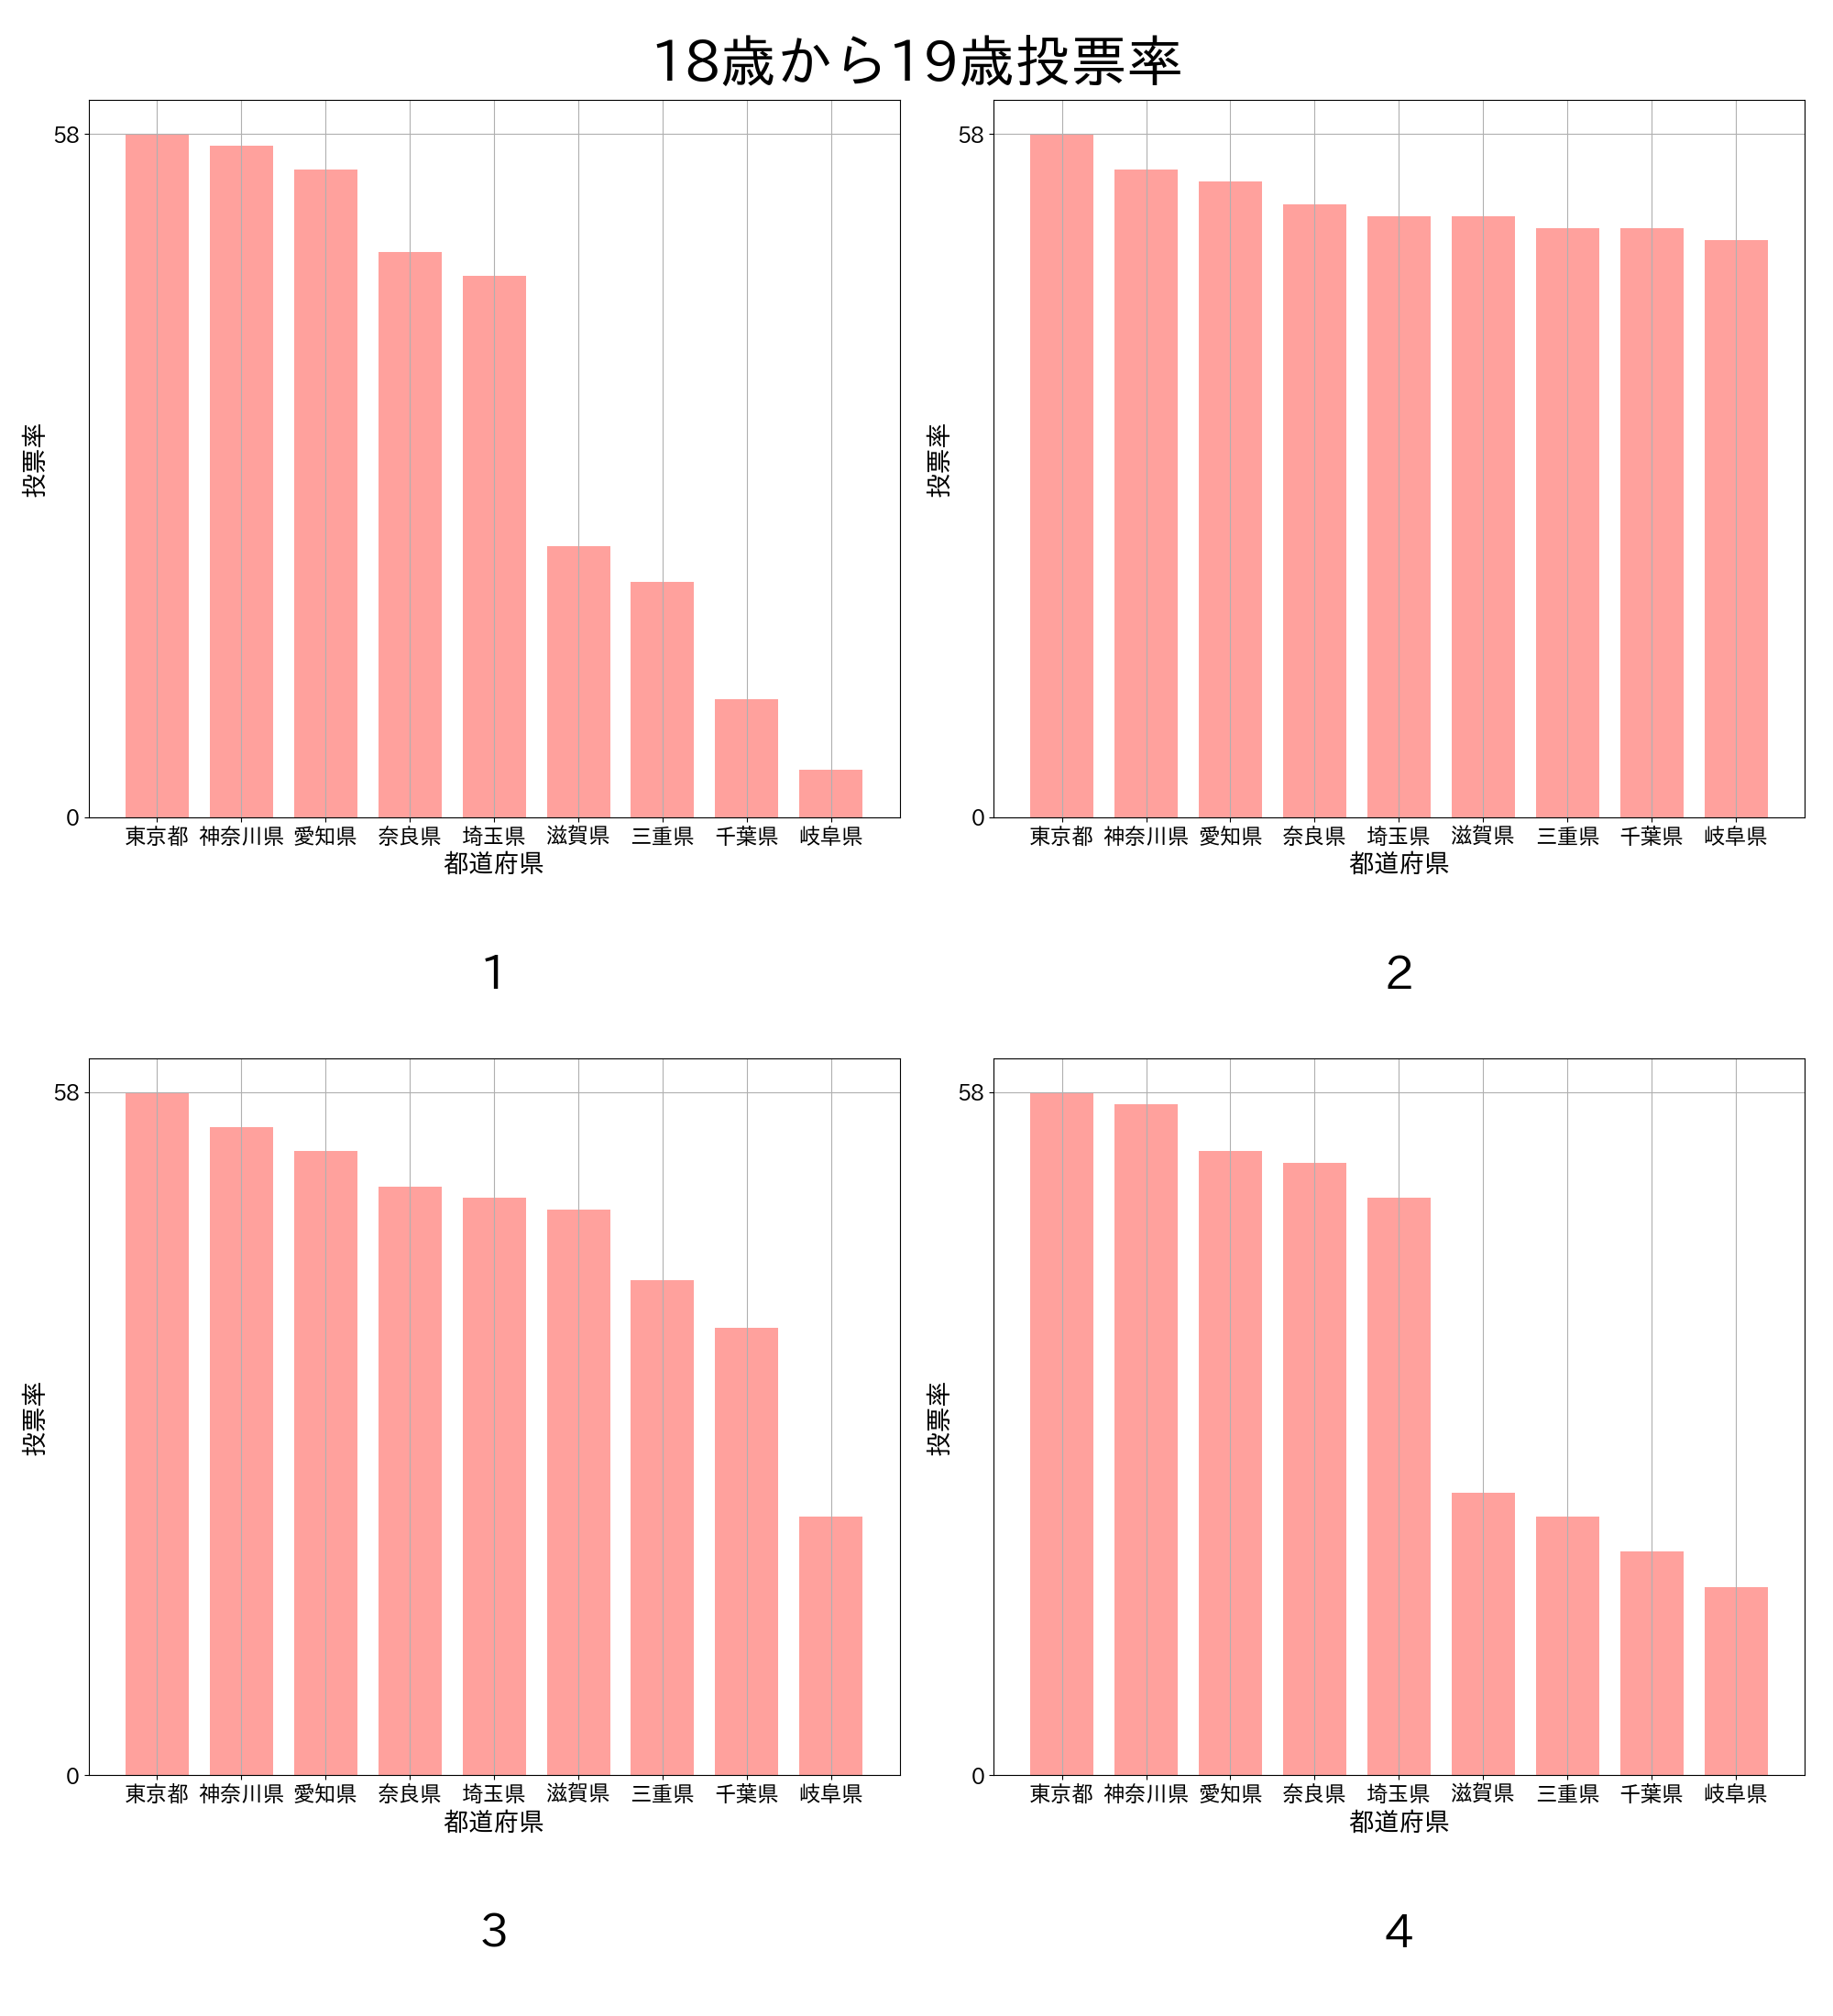 18歳から19歳投票率
58
0
投票率
東京都 神奈川県 愛知県 奈良県 埼玉県 滋賀県 三重県 千葉県 岐阜県
都道府県
1
58
0
投票率
東京都 神奈川県 愛知県 奈良県 埼玉県 滋賀県 三重県 千葉県 岐阜県
都道府県
2
58
0
投票率
東京都 神奈川県 愛知県 奈良県 埼玉県 滋賀県 三重県 千葉県 岐阜県
都道府県
3
58
0
投票率
東京都 神奈川県 愛知県 奈良県 埼玉県 滋賀県 三重県 千葉県 岐阜県
都道府県
4